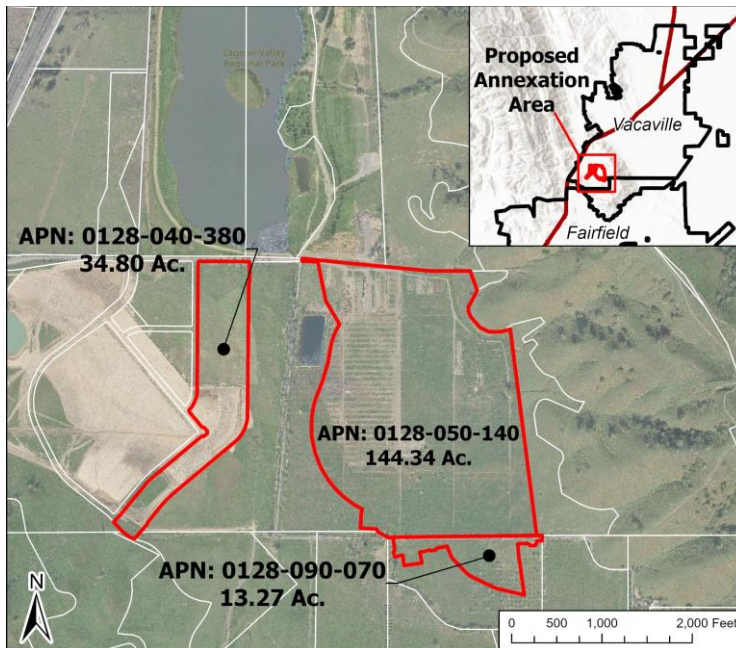 Lagoon Valley
Regional Park
Proposed
Annexation
Area
Vacaville
Fairfield
APN: 0128-040-380
34.80 Ac.
APN: 0128-050-140
144.34 Ac.
APN: 0128-090-070
13.27 Ac.
N
0 500 1,000 2,000 Feet